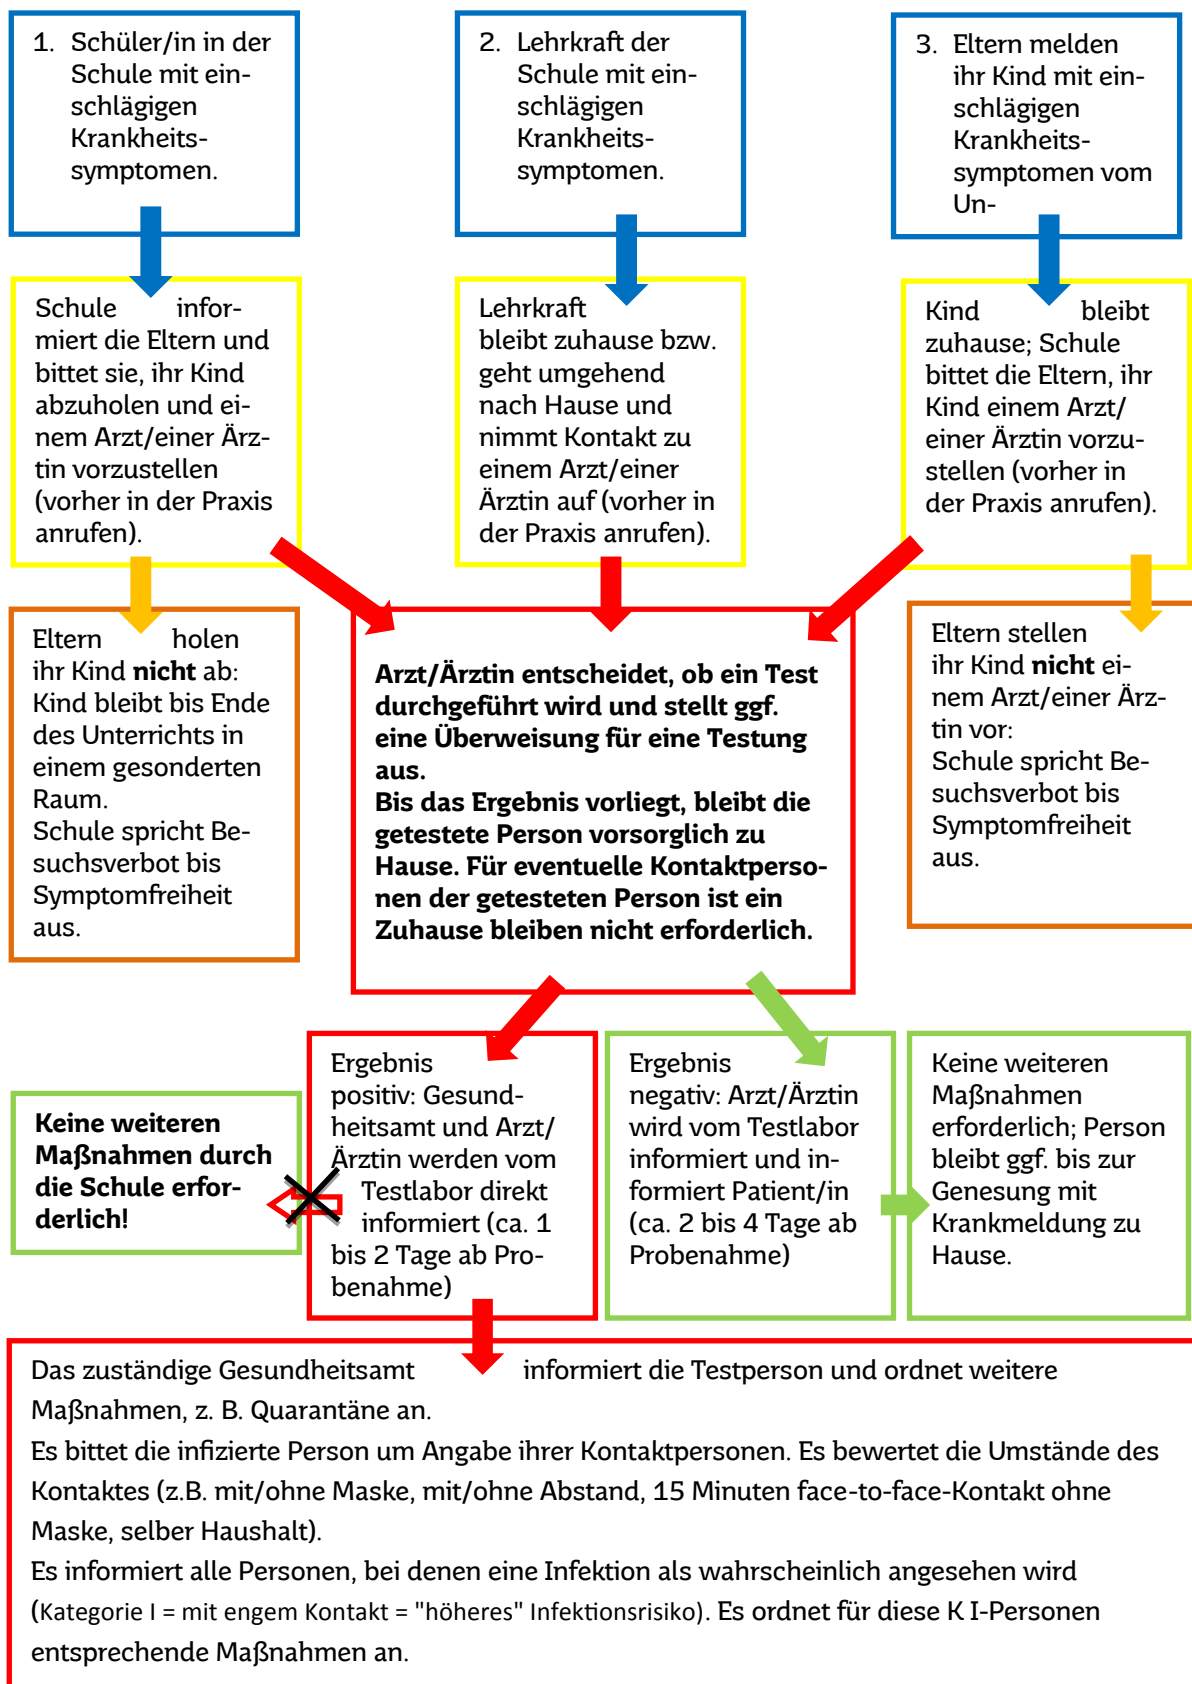 1. Schüler/in in der
Schule mit ein-
schlägigen
Krankheits-
symptomen.
2. Lehrkraft der
Schule mit ein-
schlägigen
Krankheits-
symptomen.
3. Eltern melden
ihr Kind mit ein-
schlägigen
Krankheits-
symptomen vom
Un-
Schule infor-
miert die Eltern und
bittet sie, ihr Kind
abzuholen und ei-
nem Arzt/einer Ärz-
tin vorzustellen
(vorher in der Praxis
anrufen).
Lehrkraft
bleibt zuhause bzw.
geht umgehend
nach Hause und
nimmt Kontakt zu
einem Arzt/einer
Ärztin auf (vorher in
der Praxis anrufen).
Kind bleibt
zuhause; Schule
bittet die Eltern, ihr
Kind einem Arzt/
einer Ärztin vorzu-
stellen (vorher in
der Praxis anrufen).
Eltern holen
ihr Kind nicht ab:
Kind bleibt bis Ende
des Unterrichts in
einem gesonderten
Raum.
Schule spricht Be-
suchsverbot bis
Symptomfreiheit
aus.
Arzt/Ärztin entscheidet, ob ein Test
durchgeführt wird und stellt ggf.
eine Überweisung für eine Testung
aus.
Bis das Ergebnis vorliegt, bleibt die
getestete Person vorsorglich zu
Hause. Für eventuelle Kontaktperso-
nen der getesteten Person ist ein
Zuhause bleiben nicht erforderlich.
Eltern stellen
ihr Kind nicht ei-
nem Arzt/einer Ärz-
tin vor:
Schule spricht Be-
suchsverbot bis
Symptomfreiheit
aus.
Keine weiteren
Maßnahmen durch
die Schule erfor-
derlich!
Ergebnis
positiv: Gesund-
heitsamt und Arzt/
Ärztin werden vom
Testlabor direkt
informiert (ca. 1
bis 2 Tage ab Pro-
benahme)
Ergebnis
negativ: Arzt/Ärztin
wird vom Testlabor
informiert und in-
formiert Patient/in
(ca. 2 bis 4 Tage ab
Probenahme)
Keine weiteren
Maßnahmen
erforderlich; Person
bleibt ggf. bis zur
Genesung mit
Krankmeldung zu
Hause.
Das zuständige Gesundheitsamt informiert die Testperson und ordnet weitere
Maßnahmen, z. B. Quarantäne an.
Es bittet die infizierte Person um Angabe ihrer Kontaktpersonen. Es bewertet die Umstände des
Kontaktes (z.B. mit/ohne Maske, mit/ohne Abstand, 15 Minuten face-to-face-Kontakt ohne
Maske, selber Haushalt).
Es informiert alle Personen, bei denen eine Infektion als wahrscheinlich angesehen wird
(Kategorie I = mit engem Kontakt = "höheres" Infektionsrisiko). Es ordnet für diese K I-Personen
entsprechende Maßnahmen an.